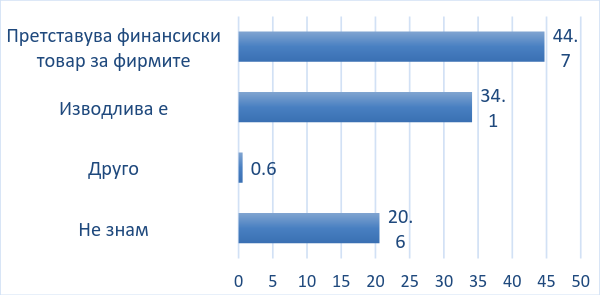 Претставува финансиски
товар за фирмите
44.
7
Изводлива е
34.
1
Друго
0.6
Не знам
20.
6
0 5 10 15 20 25 30 35 40 45 50